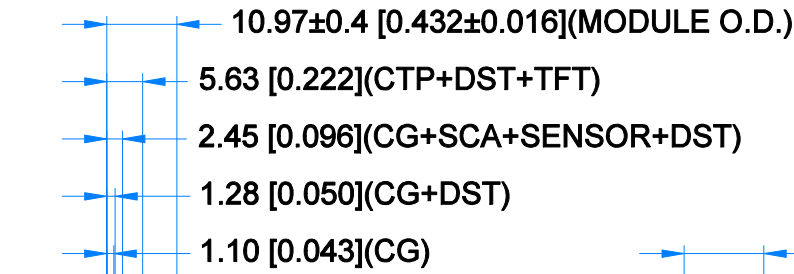 10.97±0.4 [0.432±0.016](MODULE O.D.)
5.63 [0.222](CTP+DST+TFT)
2.45 [0.096](CG+SCA+SENSOR+DST)
1.28 [0.050](CG+DST)
1.10 [0.043](CG)